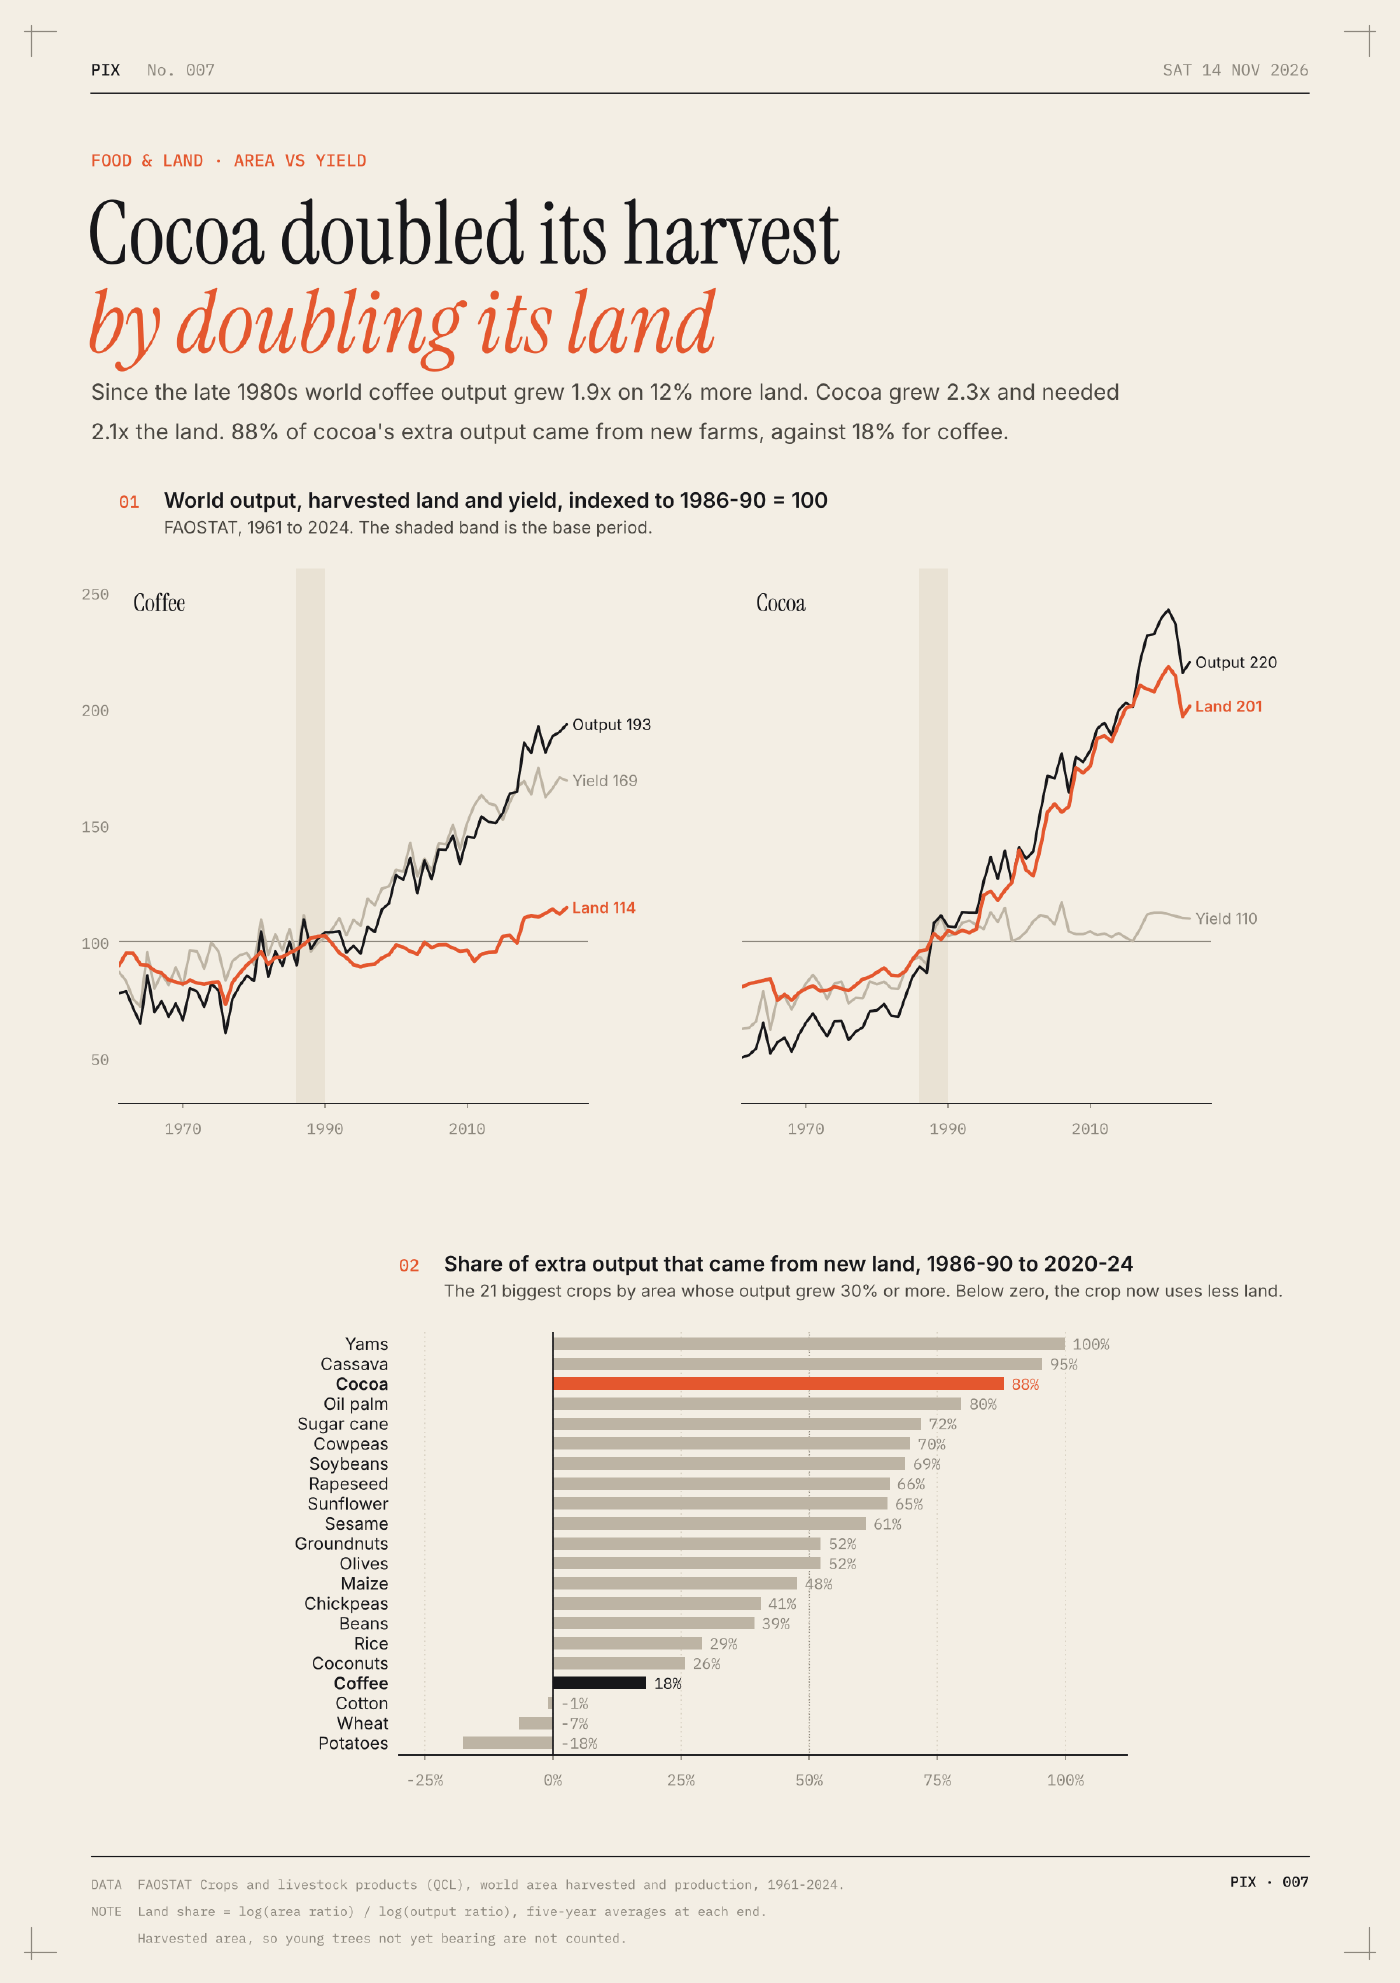 PIX No. 007
SAT 14 NOV 2026
FOOD & LAND · AREA VS YIELD
Cocoa doubled its harvest
by doubling its land
Since the late 1980s world coffee output grew 1.9x on 12% more land. Cocoa grew 2.3x and needed
2.1x the land. 88% of cocoa's extra output came from new farms, against 18% for coffee.
01 World output, harvested land and yield, indexed to 1986-90 = 100
FAOSTAT, 1961 to 2024. The shaded band is the base period.
250
200
150
100
50
Coffee
Output 193
Yield 169
Land 114
1970 1990 2010
Cocoa
Output 220
Land 201
Yield 110
1970 1990 2010
02 Share of extra output that came from new land, 1986-90 to 2020-24
The 21 biggest crops by area whose output grew 30% or more. Below zero, the crop now uses less land.
Yams 100%
Cassava 95%
Cocoa 88%
Oil palm 80%
Sugar cane 72%
Cowpeas 70%
Soybeans 69%
Rapeseed 66%
Sunflower 65%
Sesame 61%
Groundnuts 52%
Olives 52%
Maize 48%
Chickpeas 41%
Beans 39%
Rice 29%
Coconuts 26%
Coffee 18%
Cotton -1%
Wheat -7%
Potatoes -18%
-25% 0% 25% 50% 75% 100%
DATA FAOSTAT Crops and livestock products (QCL), world area harvested and production, 1961-2024.
PIX · 007
NOTE Land share = log(area ratio) / log(output ratio), five-year averages at each end.
Harvested area, so young trees not yet bearing are not counted.